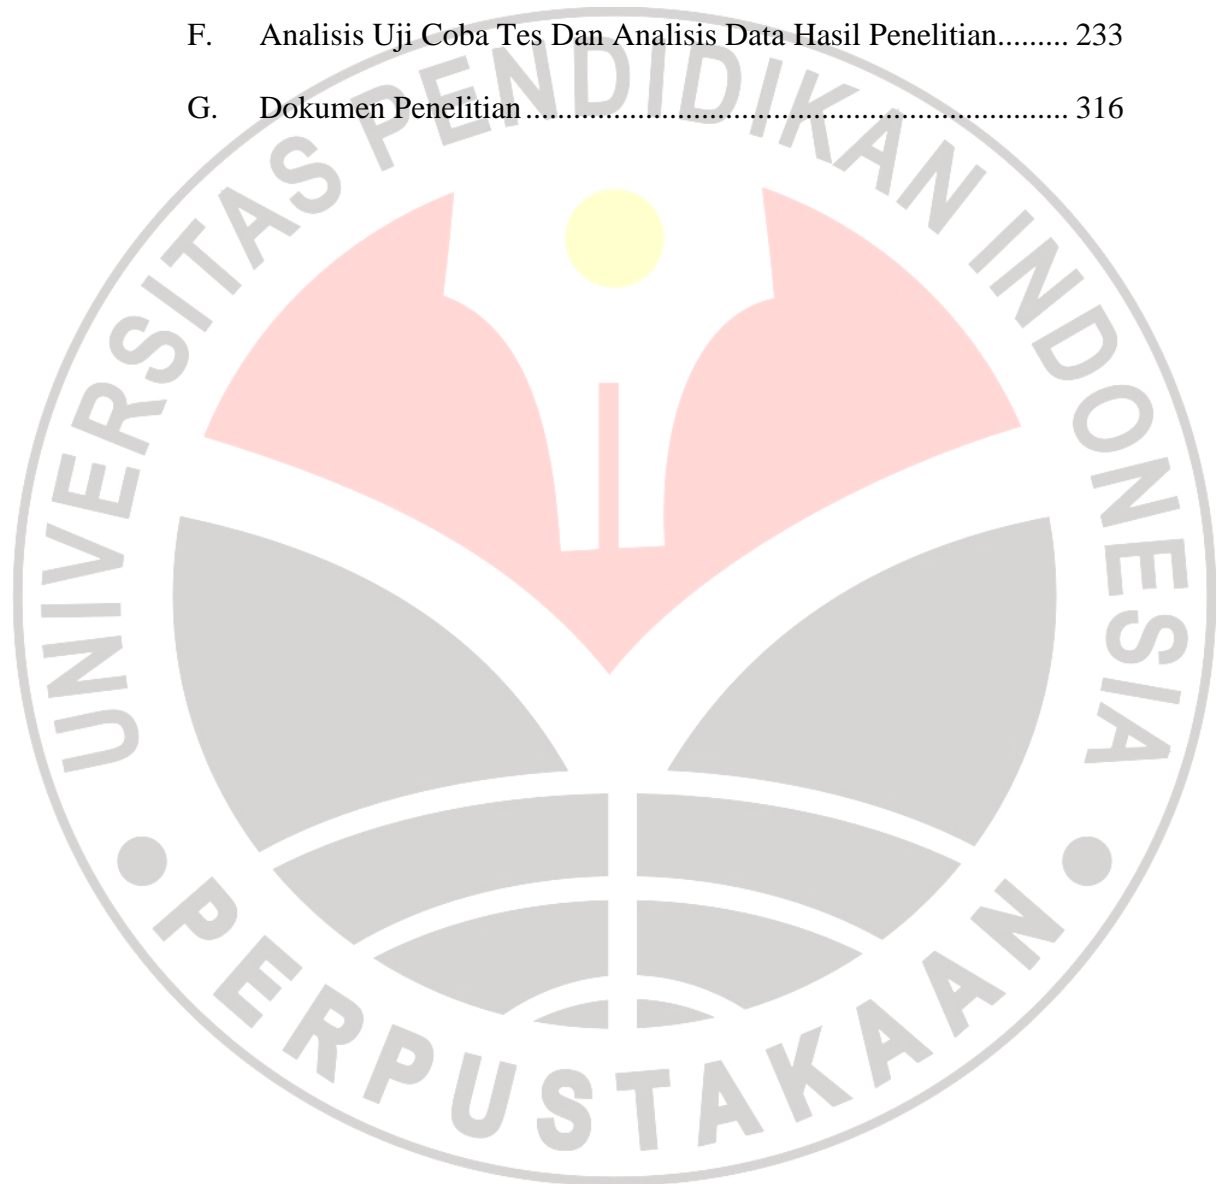 F. Analisis Uji Coba Tes Dan Analisis Data Hasil Penelitian......... 233
G. Dokumen Penelitian ..................................................................... 316
UNIVERSITAS PENDIDIKAN INDONESIA
PERPUSTAKAAN